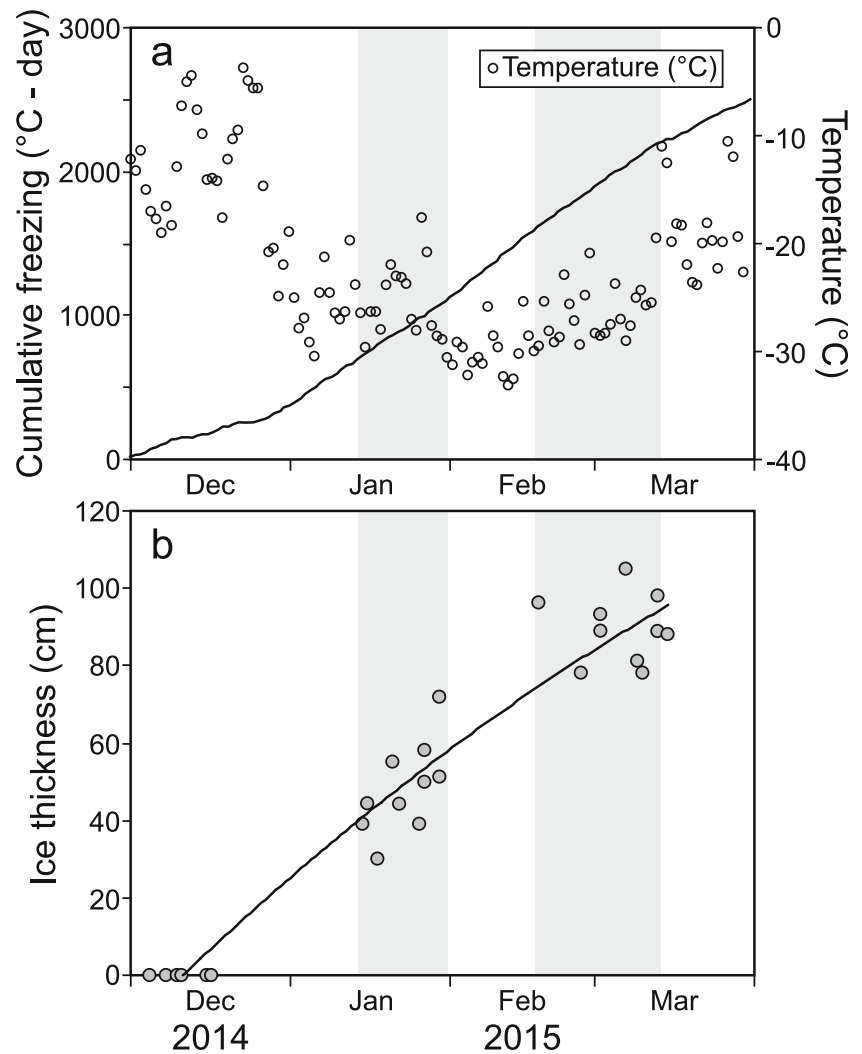 Cumulative freezing (°C - day)
3000
2000
1000
0
a
Temperature (°C)
0
-10
-20
-30
-40
Temperature (°C)
Dec Jan Feb Mar
Ice thickness (cm)
120
100
80
60
40
20
0
b
Dec Jan Feb Mar
2014 2015